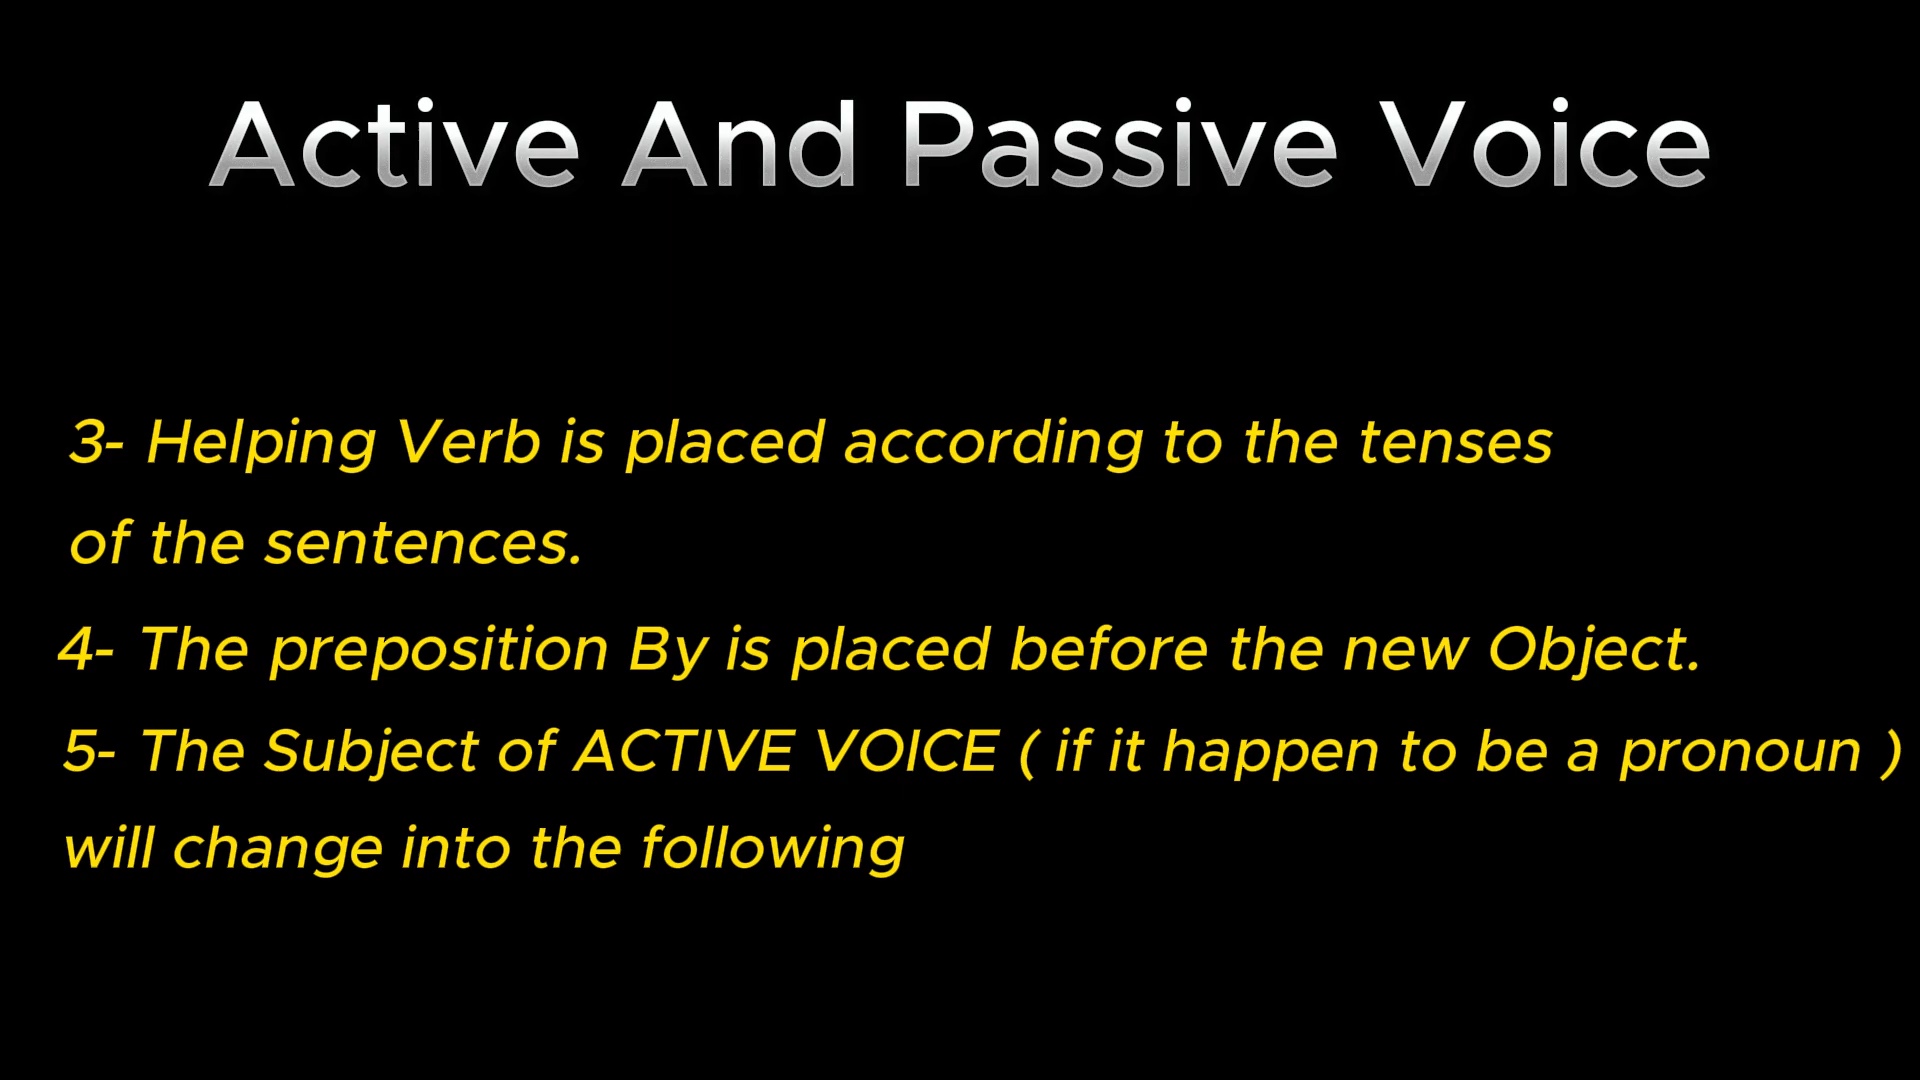 Active And Passive Voice
3- Helping Verb is placed according to the tenses
of the sentences.
4- The preposition By is placed before the new Object.
5- The Subject of ACTIVE VOICE ( if it happen to be a pronoun )
will change into the following